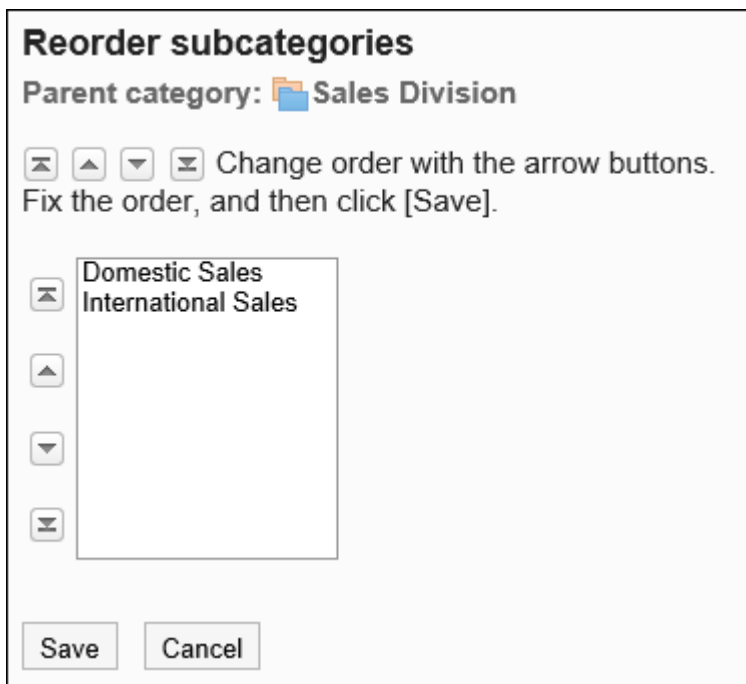 Reorder subcategories
Parent category: Sales Division
Change order with the arrow buttons.
Fix the order, and then click [Save].
Domestic Sales
International Sales
Save Cancel